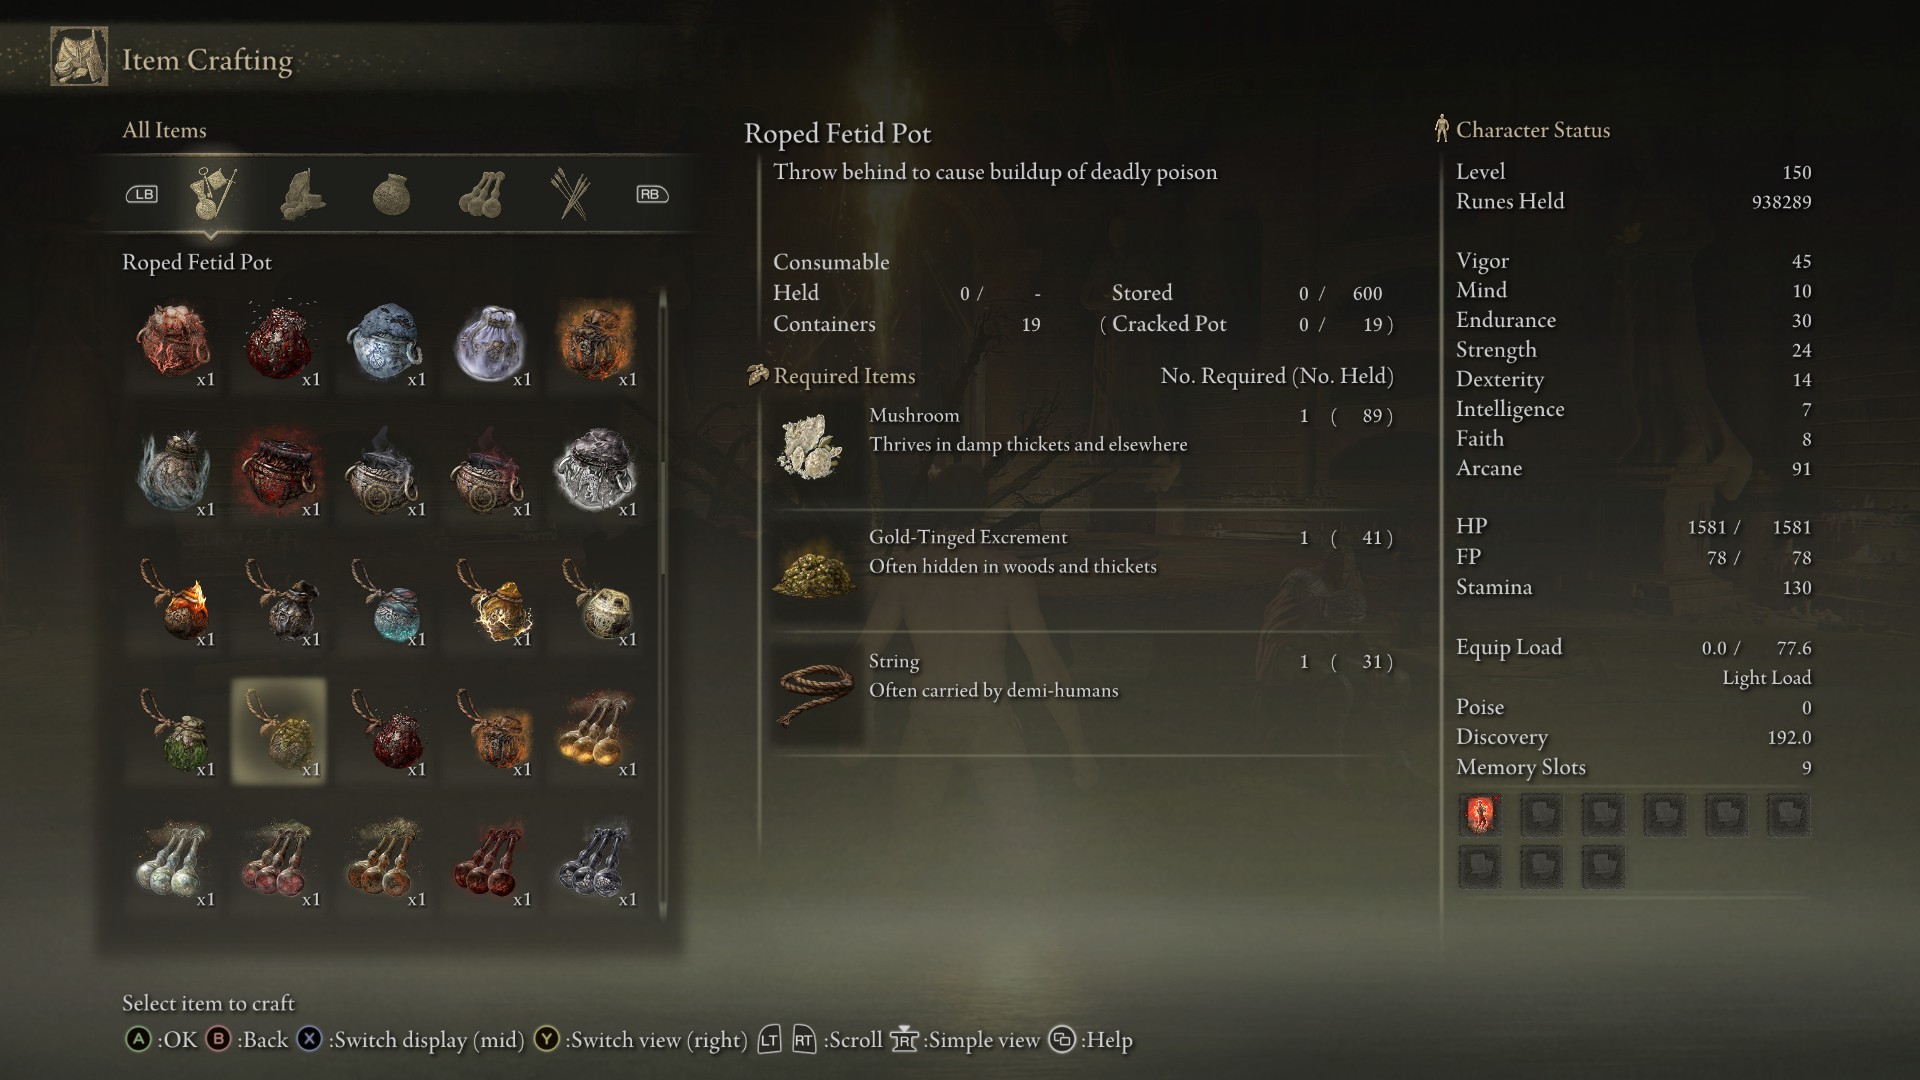 Item Crafting
All Items
LB
RB
Roped Fetid Pot
x1 x1 x1 x1 x1
x1 x1 x1 x1 x1
x1 x1 x1 x1 x1
x1 x1 x1 x1 x1
x1 x1 x1 x1 x1
Roped Fetid Pot
Throw behind to cause buildup of deadly poison
Consumable
Held 0 / - Stored 0 / 600
Containers 19 ( Cracked Pot 0 / 19 )
Required Items No. Required (No. Held)
Mushroom 1 ( 89 )
Thrives in damp thickets and elsewhere
Gold-Tinged Excrement 1 ( 41 )
Often hidden in woods and thickets
String 1 ( 31 )
Often carried by demi-humans
Character Status
Level 150
Runes Held 938289
Vigor 45
Mind 10
Endurance 30
Strength 24
Dexterity 14
Intelligence 7
Faith 8
Arcane 91
HP 1581 / 1581
FP 78 / 78
Stamina 130
Equip Load 0.0 / 77.6
Light Load
Poise 0
Discovery 192.0
Memory Slots 9
Select item to craft
A :OK B :Back X :Switch display (mid) Y :Switch view (right) LT RT :Scroll R :Simple view :Help